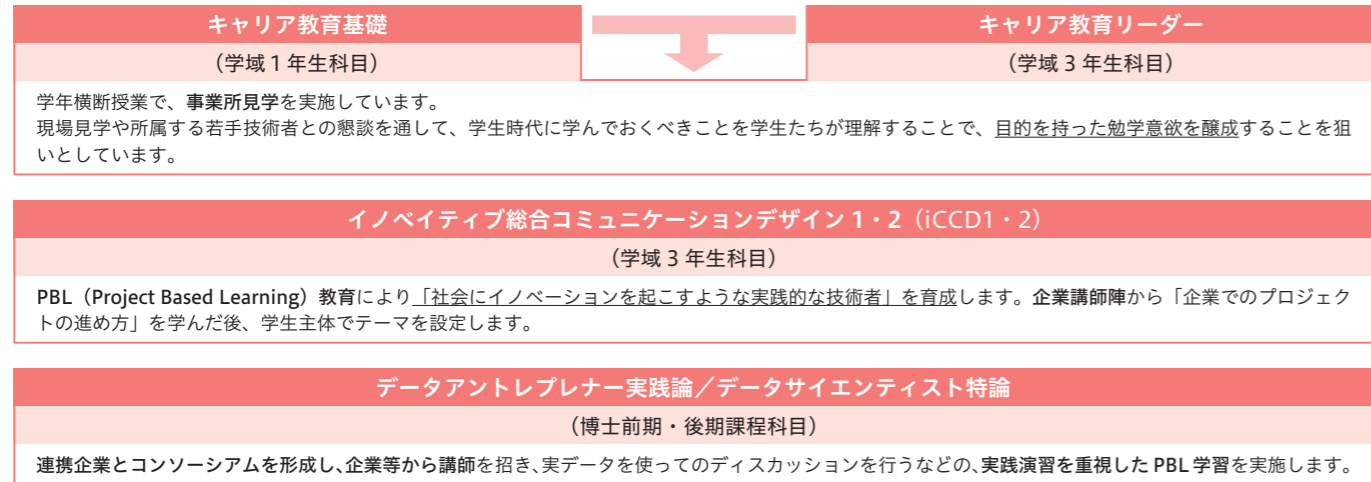 キャリア教育基礎
キャリア教育リーダー
（学域 1 年生科目）
（学域 3 年生科目）
学年横断授業で、事業所見学を実施しています。
現場見学や所属する若手技術者との懇談を通して、学生時代に学んでおくべきことを学生たちが理解することで、目的を持った勉学意欲を醸成することを狙
いとしています。
イノベイティブ総合コミュニケーションデザイン 1・2（iCCD1・2）
（学域 3 年生科目）
PBL（Project Based Learning）教育により「社会にイノベーションを起こすような実践的な技術者」を育成します。企業講師陣から「企業でのプロジェク
トの進め方」を学んだ後、学生主体でテーマを設定します。
データアントレプレナー実践論／データサイエンティスト特論
（博士前期・後期課程科目）
連携企業とコンソーシアムを形成し、企業等から講師を招き、実データを使ってのディスカッションを行うなどの、実践演習を重視した PBL 学習を実施します。